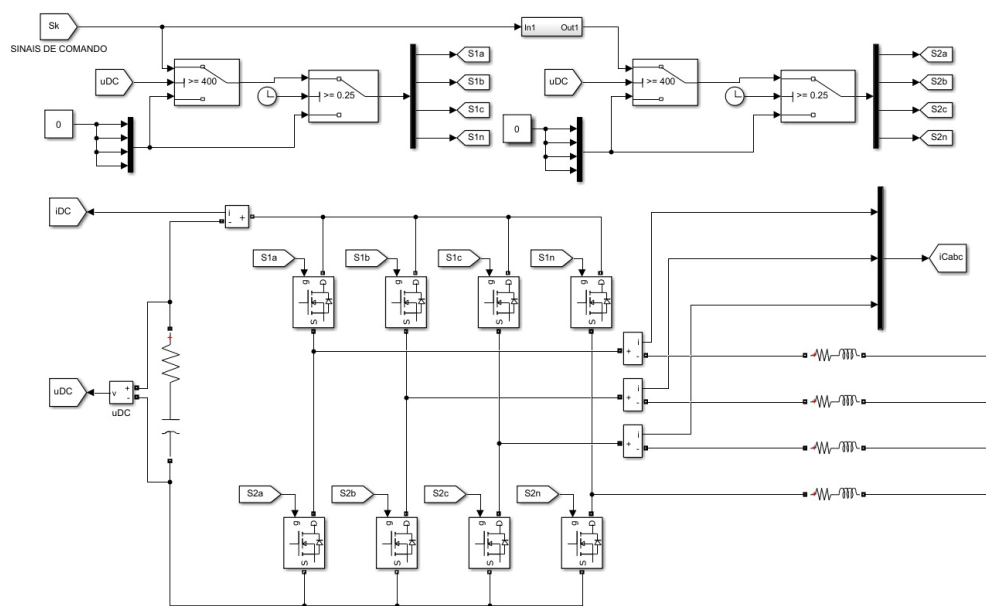 Sk
SINAIS DE COMANDO
In1 Out1
uDC
>= 400
>= 0.25
0
S1a
S1b
S1c
S1n
uDC
>= 400
>= 0.25
0
S2a
S2b
S2c
S2n
iDC
i
-
+
S1a
S1b
S1c
S1n
g D
S
g D
S
g D
S
g D
S
iCabc
i
+
-
i
+
-
i
+
-
+
+
+
+
+
uDC
v
+
-
uDC
S2a
S2b
S2c
S2n
g D
S
g D
S
g D
S
g D
S